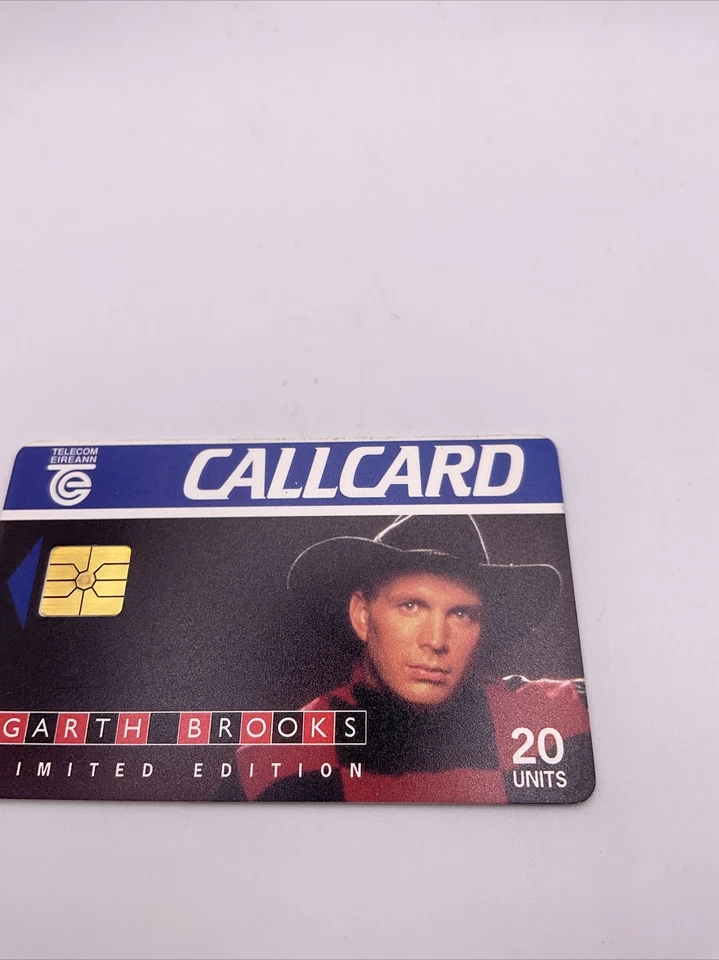 TELECOM
EIREANN
CALLCARD
GARTH BROOKS
IMITED EDITION
20
UNITS